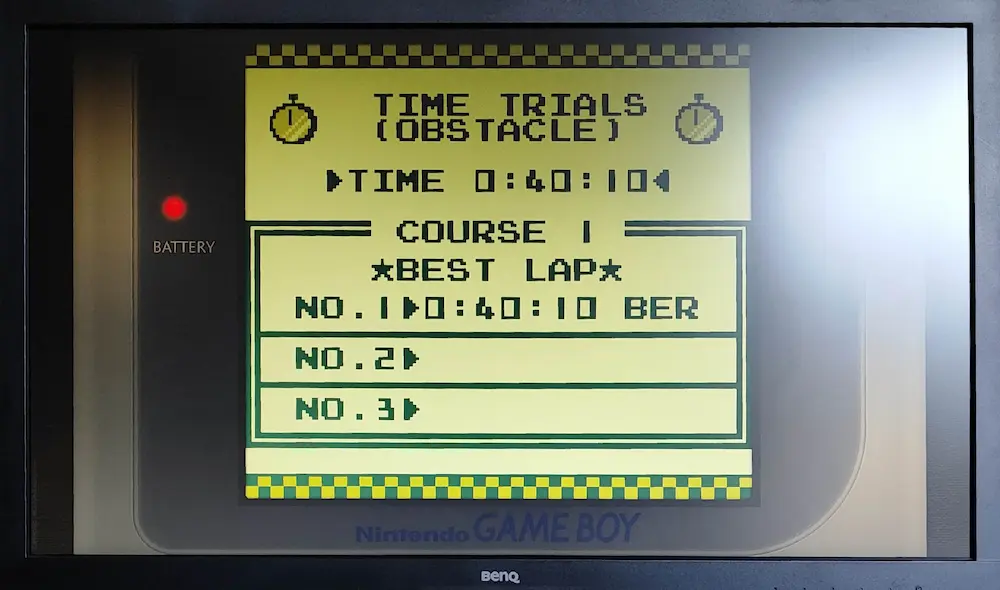 TIME TRIALS
(OBSTACLE)
TIME 0:40:10
COURSE 1
★BEST LAP★
NO.1▶0:40:10 BER
NO.2▶
NO.3▶
BATTERY
Nintendo GAME BOY
BenQ